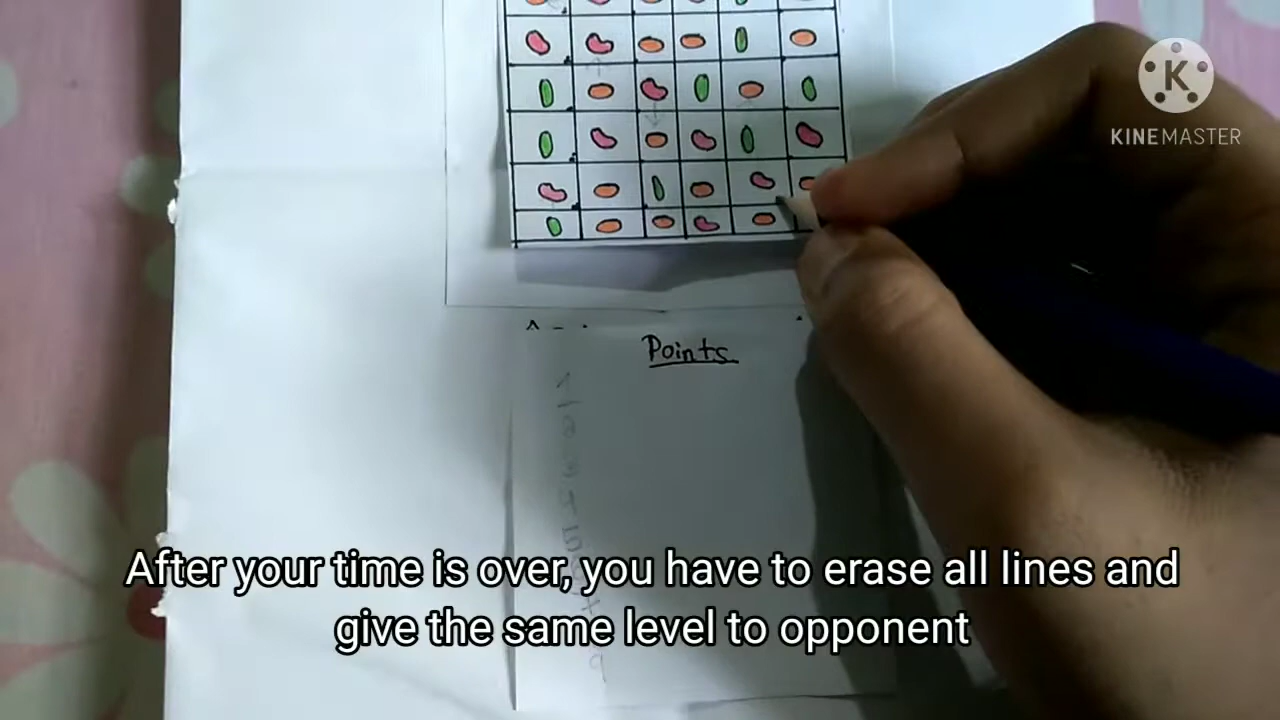 K
KINEMASTER
Points
After your time is over, you have to erase all lines and
give the same level to opponent